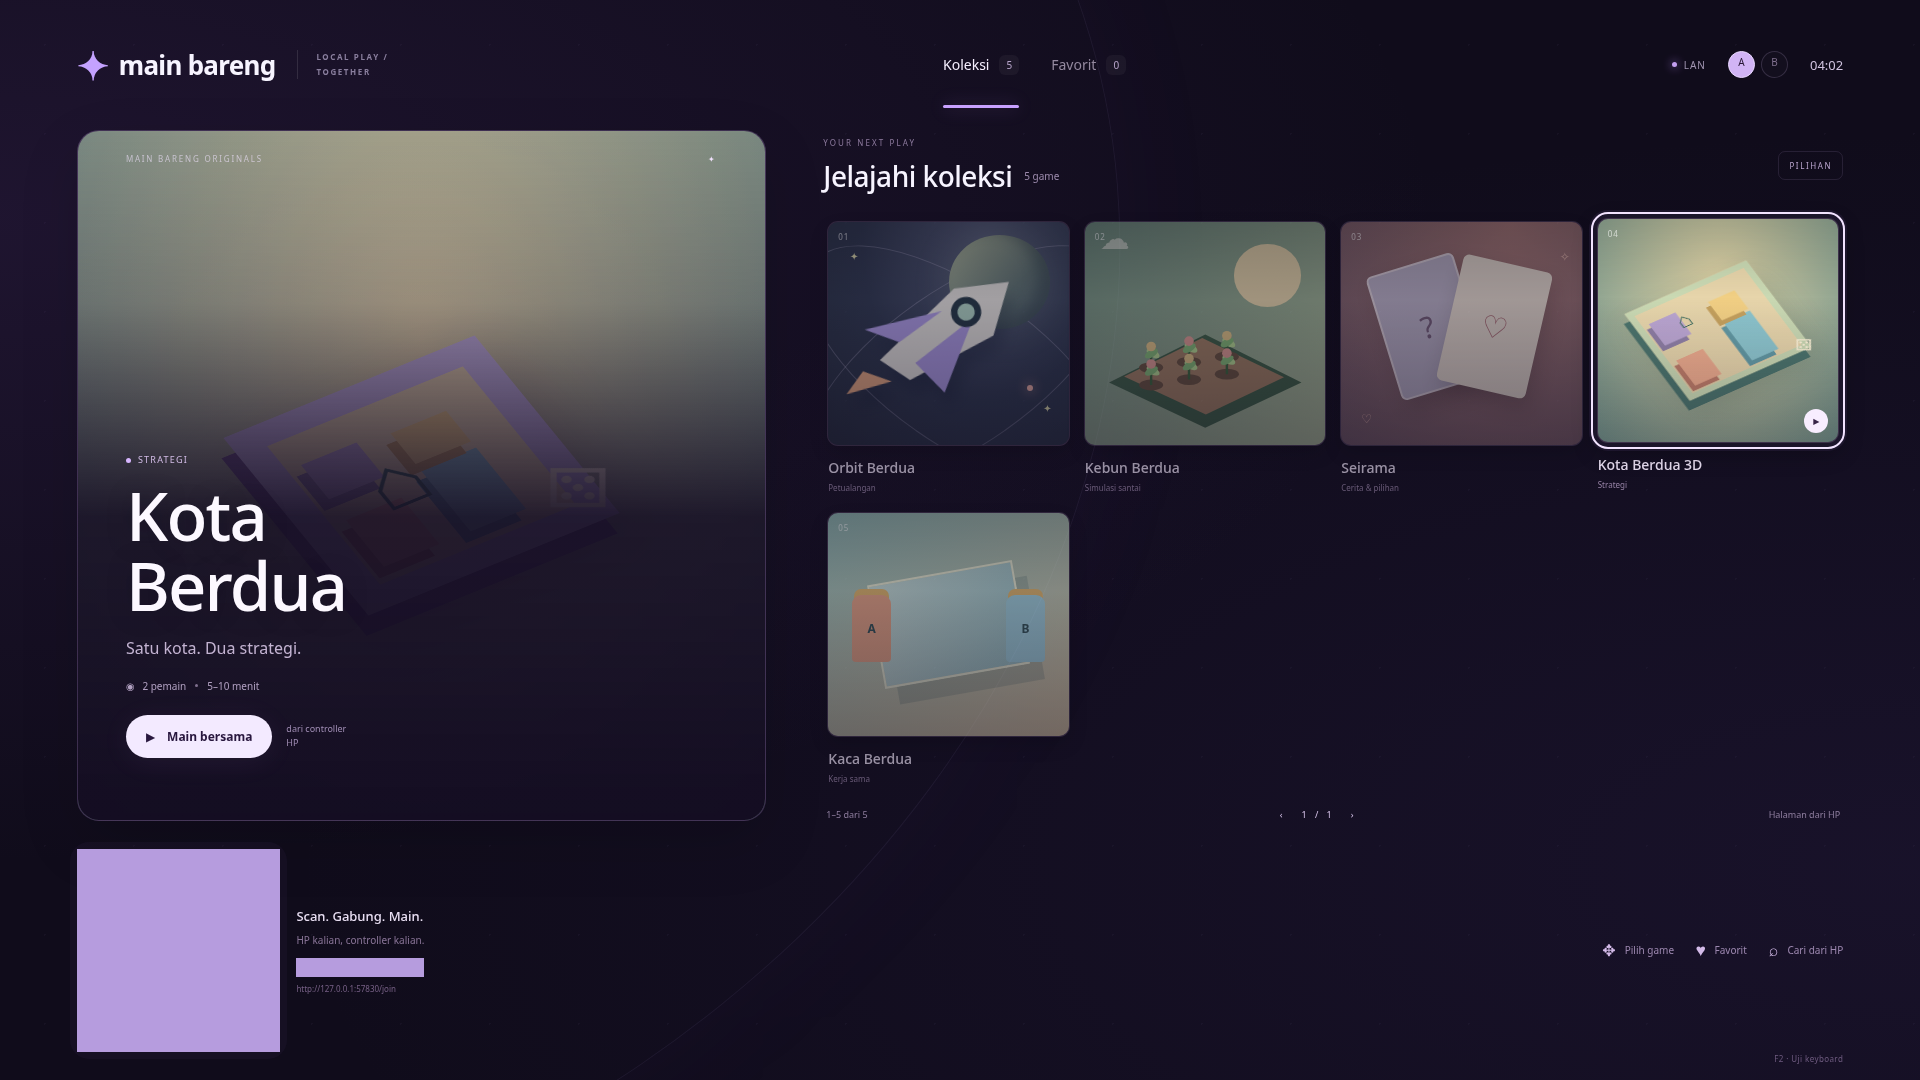 main bareng
LOCAL PLAY /
TOGETHER
Koleksi 5
Favorit 0
LAN
A
B
04:02
MAIN BARENG ORIGINALS
STRATEGI
Kota
Berdua
Satu kota. Dua strategi.
2 pemain • 5–10 menit
Main bersama
dari controller
HP
YOUR NEXT PLAY
Jelajahi koleksi 5 game
PILIHAN
01
Orbit Berdua
Petualangan
02
Kebun Berdua
Simulasi santai
03
?
Seirama
Cerita & pilihan
04
Kota Berdua 3D
Strategi
05
A
B
Kaca Berdua
Kerja sama
1–5 dari 5
‹ 1 / 1 ›
Halaman dari HP
Scan. Gabung. Main.
HP kalian, controller kalian.
http://127.0.0.1:57830/join
Pilih game
Favorit
Cari dari HP
F2 · Uji keyboard